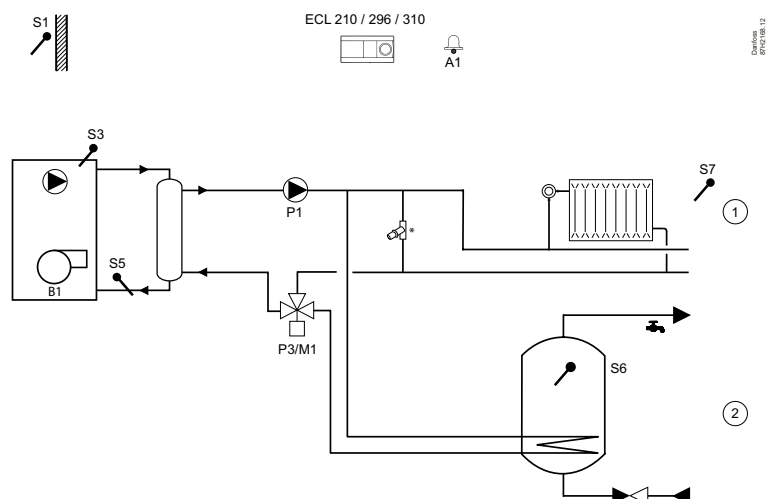 S1
ECL 210 / 296 / 310
A1
Danfoss
87H2168.12
S3
S7
P1
*
1
S5
B1
P3/M1
S6
2